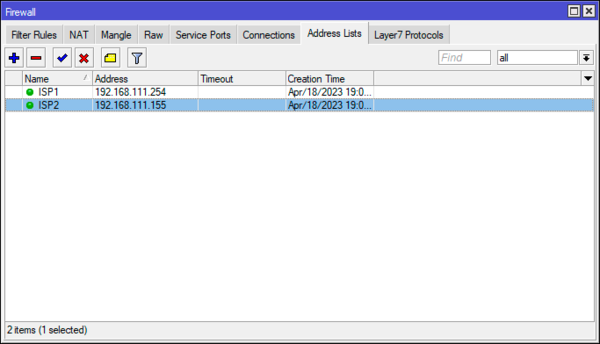 Firewall
Filter Rules NAT Mangle Raw Service Ports Connections Address Lists Layer7 Protocols
Find all
Name Address Timeout Creation Time
ISP1 192.168.111.254 Apr/18/2023 19:0...
ISP2 192.168.111.155 Apr/18/2023 19:0...
2 items (1 selected)